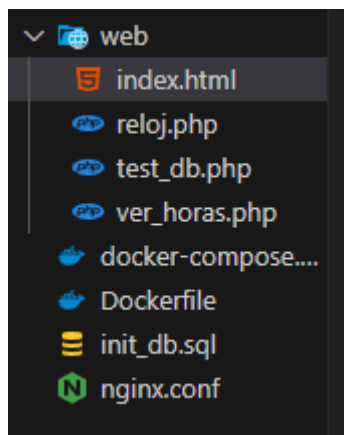 web
index.html
reloj.php
test_db.php
ver_horas.php
docker-compose....
Dockerfile
init_db.sql
nginx.conf